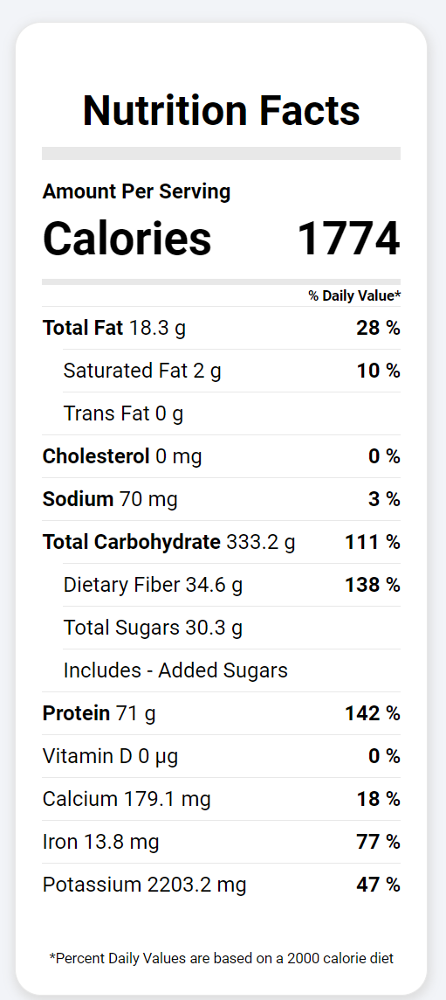 Nutrition Facts
Amount Per Serving
Calories 1774
% Daily Value*
Total Fat 18.3 g 28 %
Saturated Fat 2 g 10 %
Trans Fat 0 g
Cholesterol 0 mg 0 %
Sodium 70 mg 3 %
Total Carbohydrate 333.2 g 111 %
Dietary Fiber 34.6 g 138 %
Total Sugars 30.3 g
Includes - Added Sugars
Protein 71 g 142 %
Vitamin D 0 µg 0 %
Calcium 179.1 mg 18 %
Iron 13.8 mg 77 %
Potassium 2203.2 mg 47 %
*Percent Daily Values are based on a 2000 calorie diet